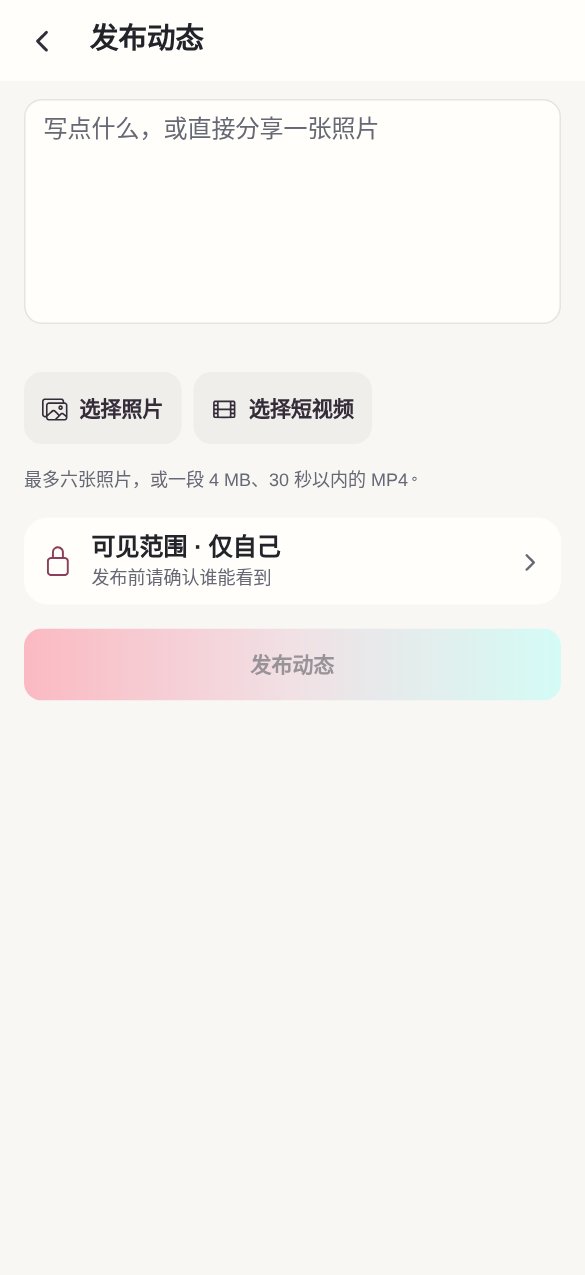 发布动态
写点什么，或直接分享一张照片
选择照片
选择短视频
最多六张照片，或一段 4 MB、30 秒以内的 MP4。
可见范围 · 仅自己
发布前请确认谁能看到
发布动态